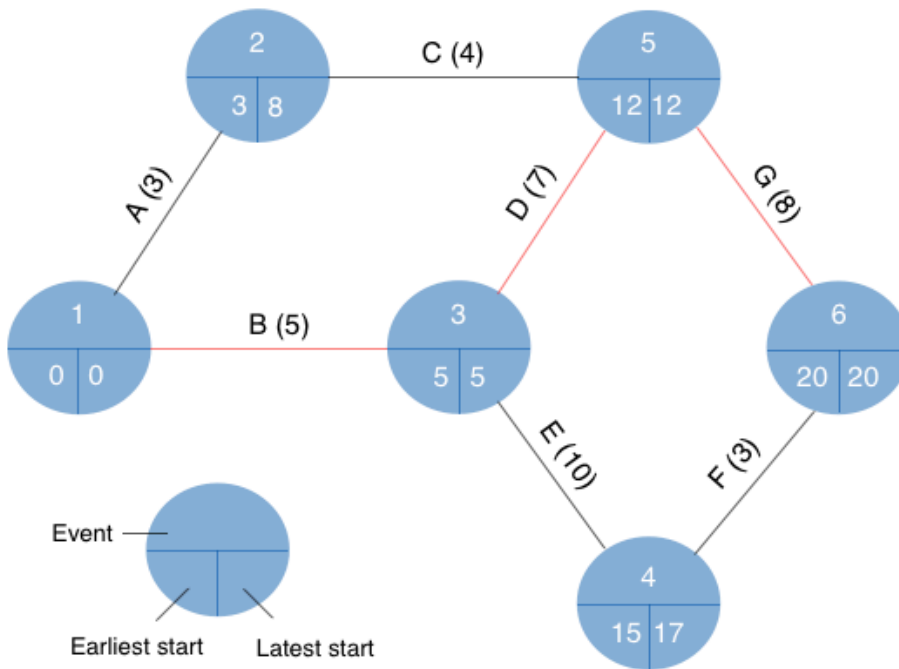 2
3 8
C (4)
5
12 12
A (3)
D (7)
G (8)
1
0 0
B (5)
3
5 5
6
20 20
E (10)
F (3)
4
15 17
Event
Earliest start
Latest start